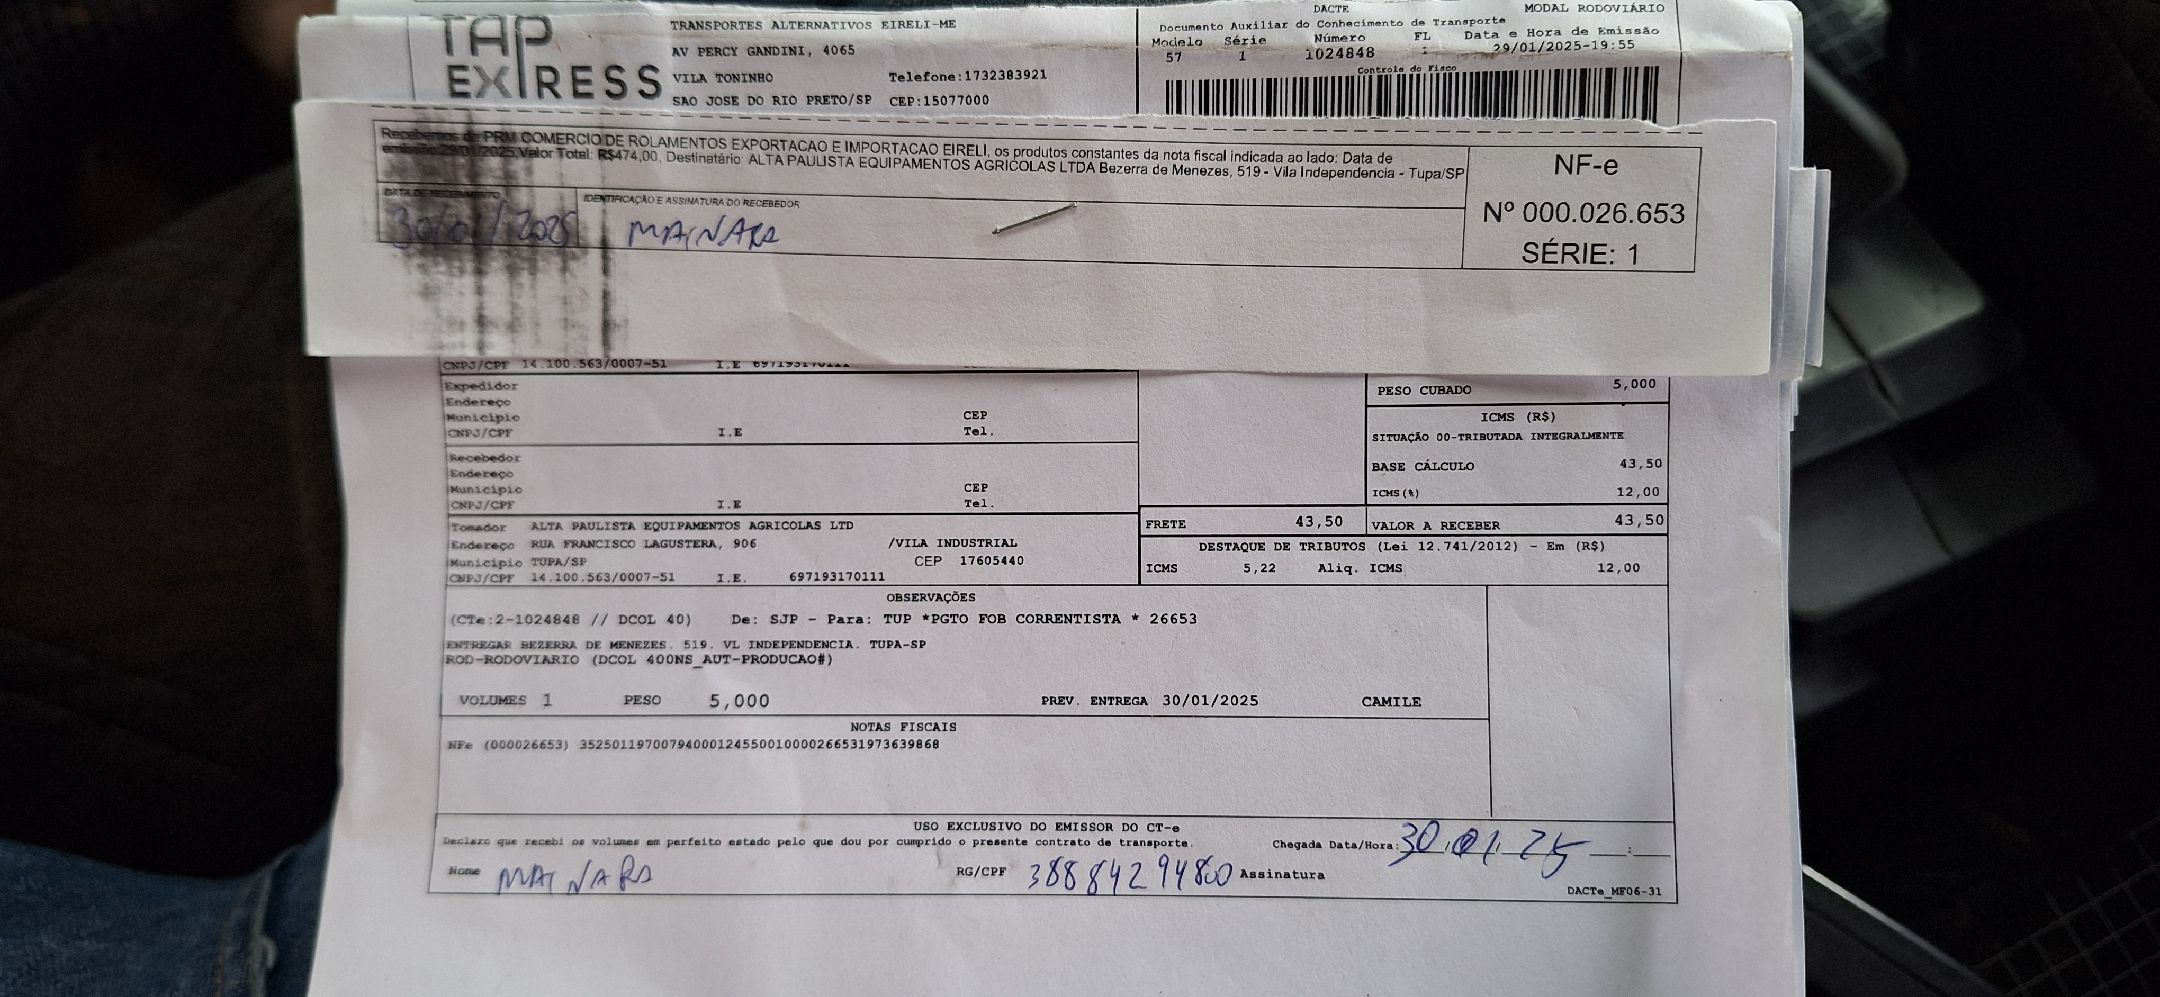 TAP
EXPRESS
TRANSPORTES ALTERNATIVOS EIRELI-ME
AV PERCY GANDINI, 4065
VILA TONINHO Telefone:1732383921
SAO JOSE DO RIO PRETO/SP CEP:15077000
DACTE MODAL RODOVIÁRIO
Documento Auxiliar do Conhecimento de Transporte
Modelo Série Número FL Data e Hora de Emissão
57 1 1024848 29/01/2025-19:55
Controle do Fisco
Recebemos de PRM COMERCIO DE ROLAMENTOS EXPORTACAO E IMPORTACAO EIRELI, os produtos constantes da nota fiscal indicada ao lado: Data de
emissão:29/01/2025,Valor Total: R$474,00, Destinatário: ALTA PAULISTA EQUIPAMENTOS AGRICOLAS LTDA Bezerra de Menezes, 519 - Vila Independencia - Tupa/SP
DATA DE RECEBIMENTO IDENTIFICAÇÃO E ASSINATURA DO RECEBEDOR
30/01/2025 MAINARA
NF-e
Nº 000.026.653
SÉRIE: 1
CNPJ/CPF 14.100.563/0007-51 I.E 697193170111
Expedidor
Endereço
Município CEP
CNPJ/CPF I.E Tel.
Recebedor
Endereço
Município CEP
CNPJ/CPF I.E Tel.
PESO CUBADO 5,000
ICMS (R$)
SITUAÇÃO 00-TRIBUTADA INTEGRALMENTE
BASE CÁLCULO 43,50
ICMS(%) 12,00
Tomador ALTA PAULISTA EQUIPAMENTOS AGRICOLAS LTD
Endereço RUA FRANCISCO LAGUSTERA, 906 /VILA INDUSTRIAL
Município TUPA/SP CEP 17605440
CNPJ/CPF 14.100.563/0007-51 I.E. 697193170111
FRETE 43,50 VALOR A RECEBER 43,50
DESTAQUE DE TRIBUTOS (Lei 12.741/2012) - Em (R$)
ICMS 5,22 Aliq. ICMS 12,00
OBSERVAÇÕES
(CTe:2-1024848 // DCOL 40) De: SJP - Para: TUP *PGTO FOB CORRENTISTA * 26653
ENTREGAR BEZERRA DE MENEZES. 519. VL INDEPENDENCIA. TUPA-SP
ROD-RODOVIARIO (DCOL 400NS_AUT-PRODUCAO#)
VOLUMES 1 PESO 5,000 PREV. ENTREGA 30/01/2025 CAMILE
NOTAS FISCAIS
NFe (000026653) 35250119700794000124550010000266531973639868
USO EXCLUSIVO DO EMISSOR DO CT-e
Declaro que recebi os volumes em perfeito estado pelo que dou por cumprido o presente contrato de transporte. Chegada Data/Hora: 30.01.25 __:__
Nome MAINARA RG/CPF 38884294800 Assinatura
DACTe_MF06-31